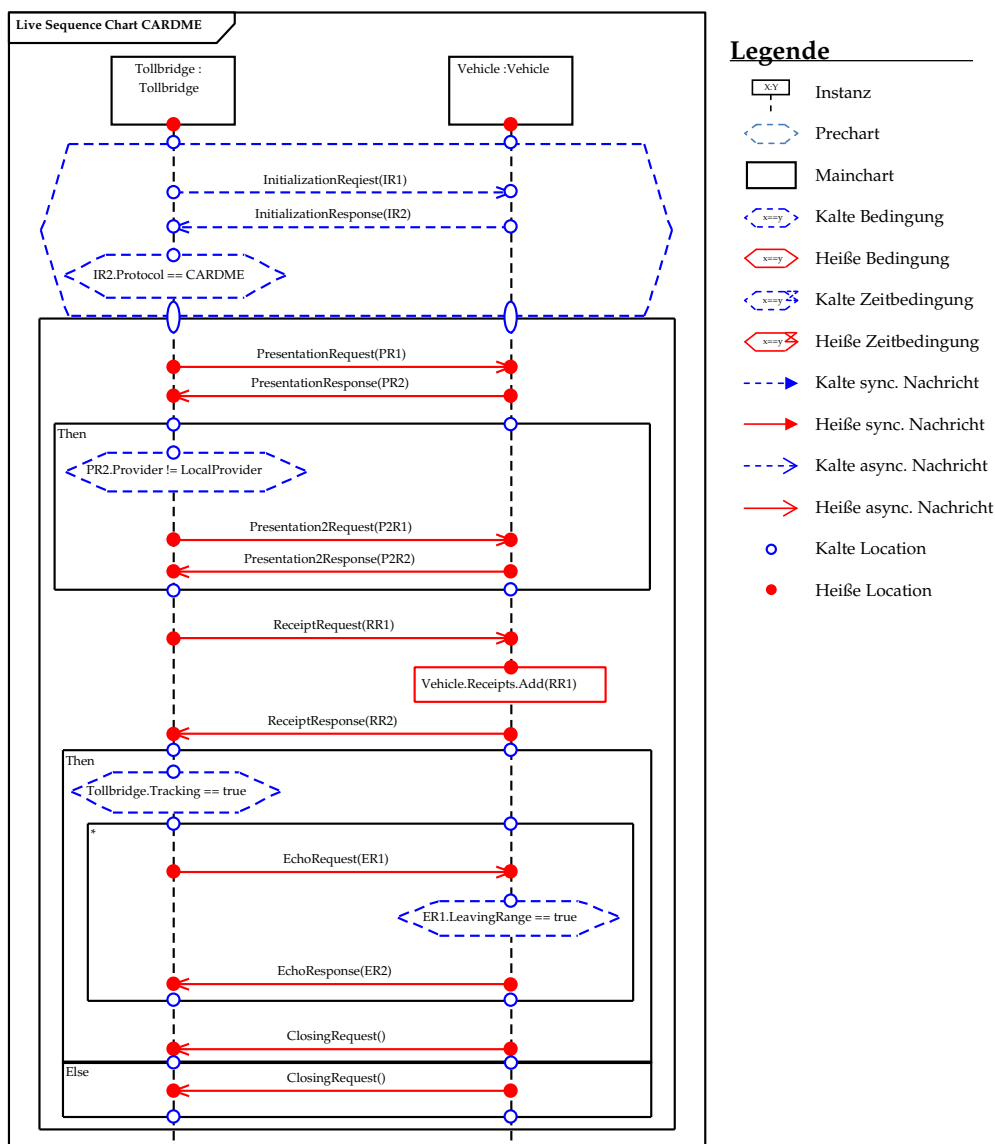 Live Sequence Chart CARDME
Tollbridge :
Tollbridge
Vehicle :Vehicle
InitializationReqiest(IR1)
InitializationResponse(IR2)
IR2.Protocol == CARDME
PresentationRequest(PR1)
PresentationResponse(PR2)
Then
PR2.Provider != LocalProvider
Presentation2Request(P2R1)
Presentation2Response(P2R2)
ReceiptRequest(RR1)
Vehicle.Receipts.Add(RR1)
ReceiptResponse(RR2)
Then
Tollbridge.Tracking == true
*
EchoRequest(ER1)
ER1.LeavingRange == true
EchoResponse(ER2)
ClosingRequest()
Else
ClosingRequest()
Legende
X:Y
Instanz
Prechart
Mainchart
x==y
Kalte Bedingung
x==y
Heiße Bedingung
x==y
Kalte Zeitbedingung
x==y
Heiße Zeitbedingung
Kalte sync. Nachricht
Heiße sync. Nachricht
Kalte async. Nachricht
Heiße async. Nachricht
Kalte Location
Heiße Location